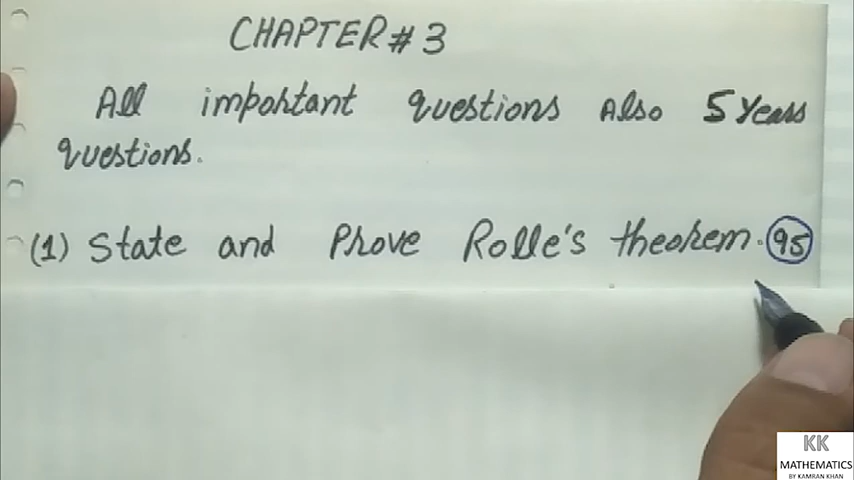 CHAPTER # 3
All important questions Also 5 Years
questions.
(1) State and Prove Rolle's theorem. 95
KK
MATHEMATICS
BY KAMRAN KHAN